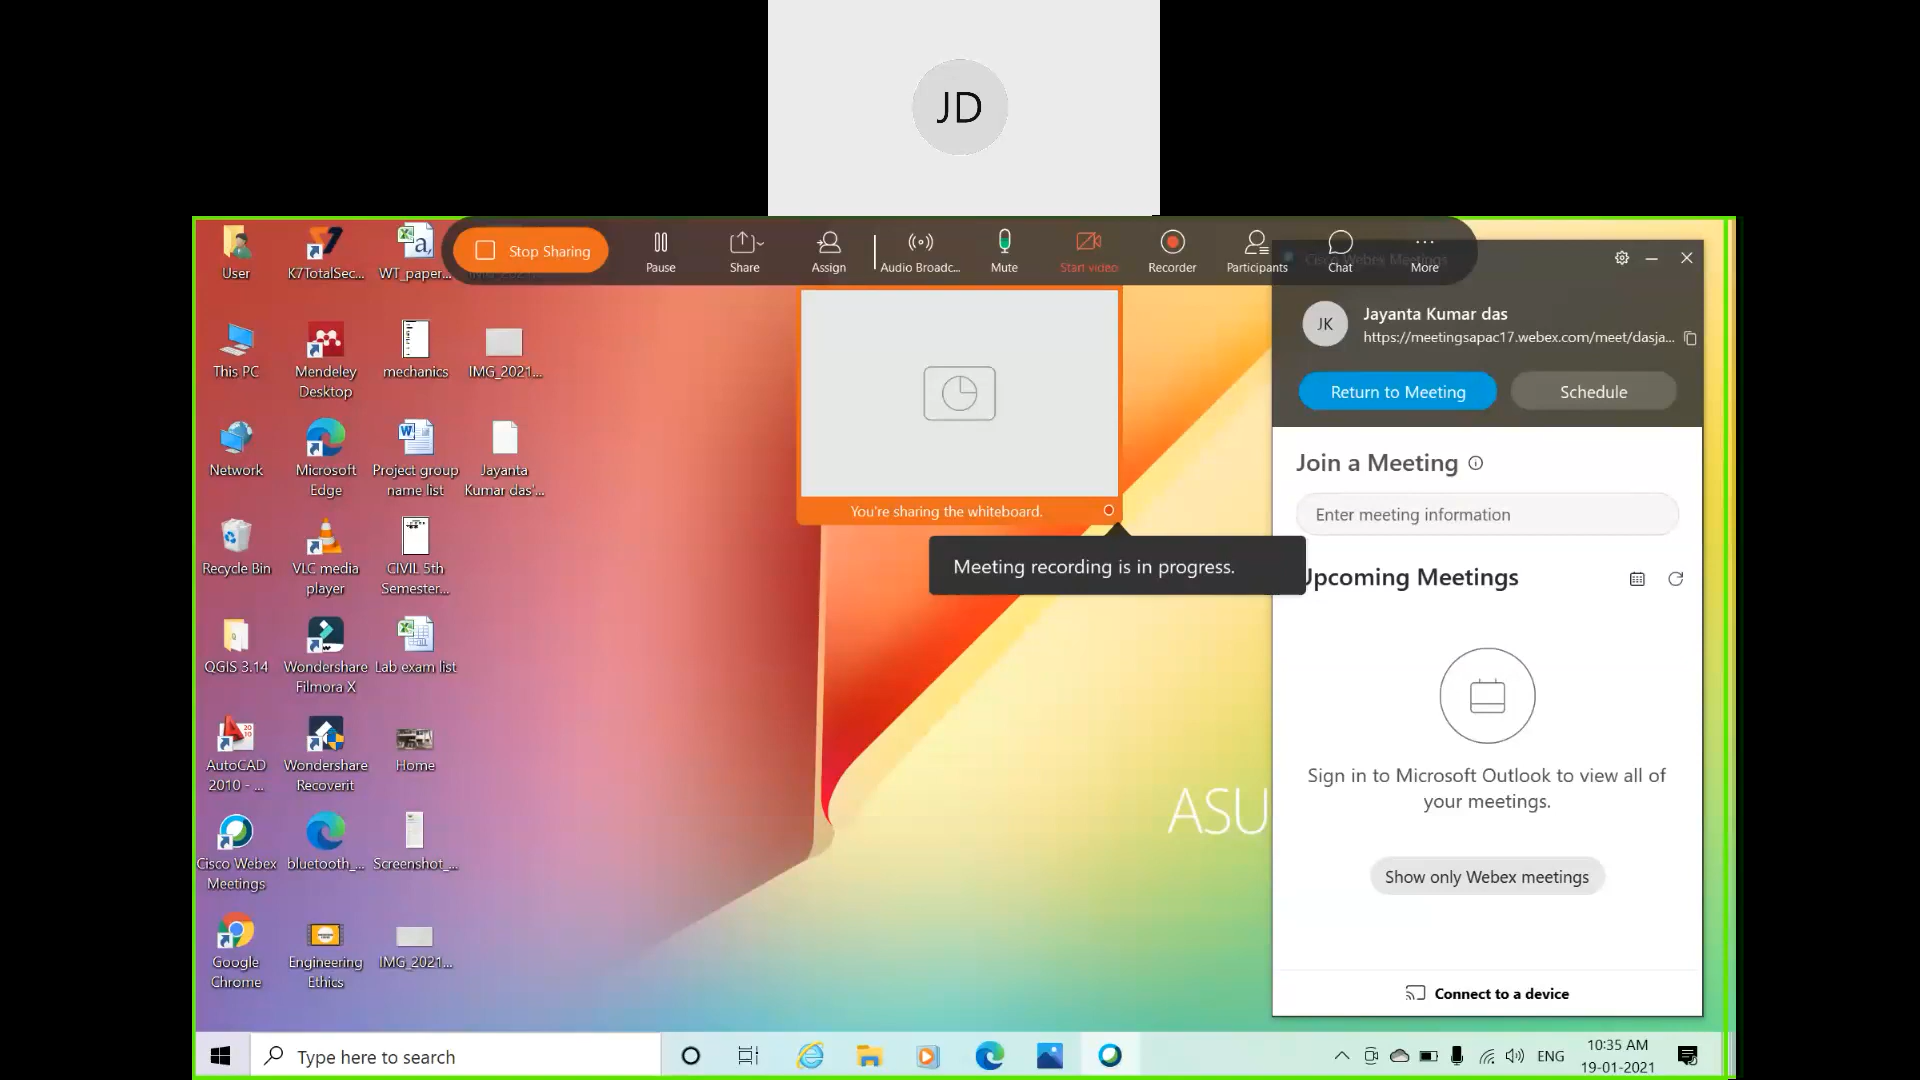 JD
Stop Sharing
Pause
Share
Assign
Audio Broadc...
Mute
Start video
Recorder
Participants
Chat
More
Cisco Webex Meetings
User
K7TotalSec...
WT_paper...
JK
Jayanta Kumar das
https://meetingsapac17.webex.com/meet/dasja...
Return to Meeting
Schedule
This PC
Mendeley
Desktop
mechanics
IMG_2021...
Network
Microsoft
Edge
Project group
name list
Jayanta
Kumar das'...
Join a Meeting
Enter meeting information
You're sharing the whiteboard.
Meeting recording is in progress.
Upcoming Meetings
Recycle Bin
VLC media
player
CIVIL 5th
Semester...
QGIS 3.14
Wondershare
Filmora X
Lab exam list
AutoCAD
2010 - ...
Wondershare
Recoverit
Home
Sign in to Microsoft Outlook to view all of
your meetings.
ASU
Cisco Webex
Meetings
bluetooth_...
Screenshot_...
Show only Webex meetings
Google
Chrome
Engineering
Ethics
IMG_2021...
Connect to a device
Type here to search
ENG
10:35 AM
19-01-2021